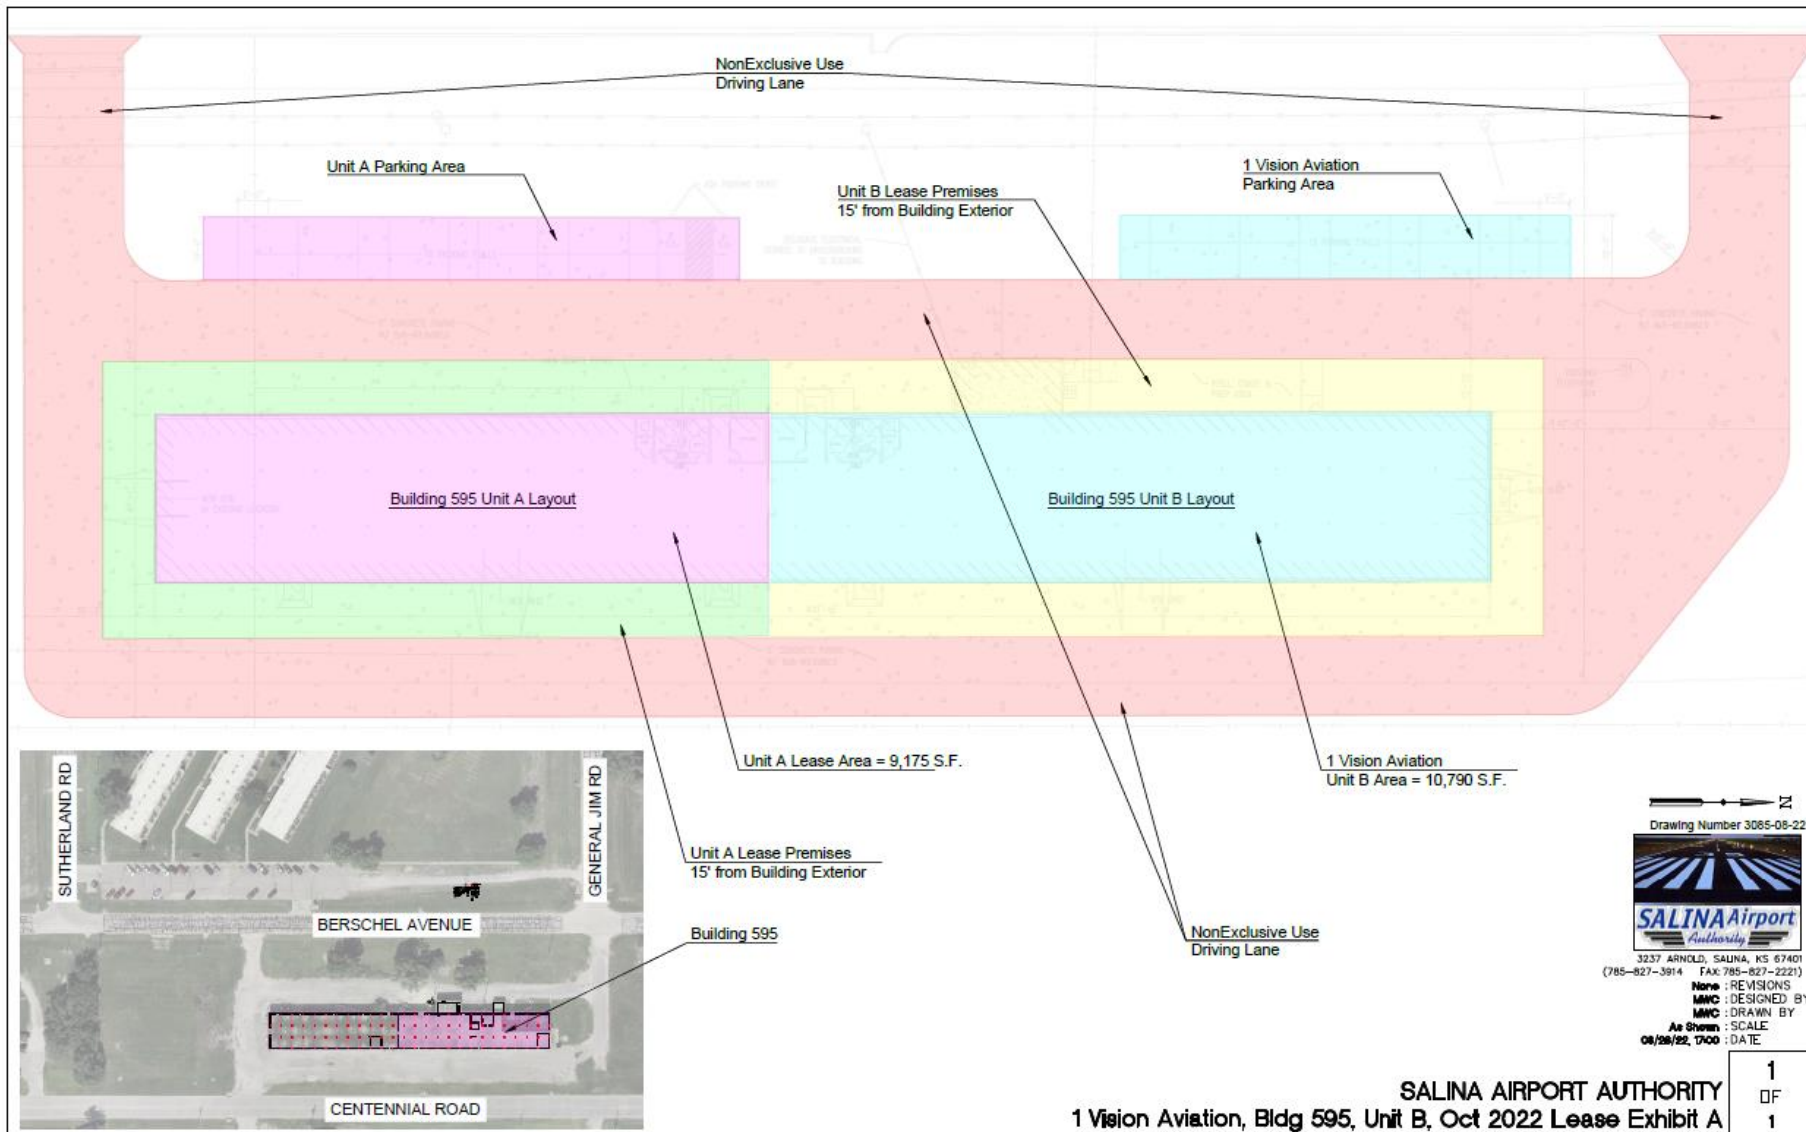 NonExclusive Use
Driving Lane
Unit A Parking Area
1 Vision Aviation
Parking Area
Unit B Lease Premises
15' from Building Exterior
Building 595 Unit A Layout
Building 595 Unit B Layout
Unit A Lease Area = 9,175 S.F.
1 Vision Aviation
Unit B Area = 10,790 S.F.
Unit A Lease Premises
15' from Building Exterior
Building 595
NonExclusive Use
Driving Lane
SUTHERLAND RD
GENERAL JIM RD
BERSCHEL AVENUE
CENTENNIAL ROAD
N
Drawing Number 3085-08-22
SALINA Airport
Authority
3237 ARNOLD, SALINA, KS 67401
(785-827-3914 FAX: 785-827-2221)
None : REVISIONS
MWC : DESIGNED BY
MWC : DRAWN BY
As Shown : SCALE
: DATE
SALINA AIRPORT AUTHORITY
1 Vision Aviation, Bldg 595, Unit B, Oct 2022 Lease Exhibit A
1
OF
1